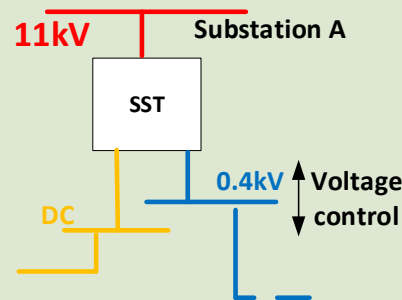 Substation A
11kV
SST
0.4kV
Voltage
control
DC